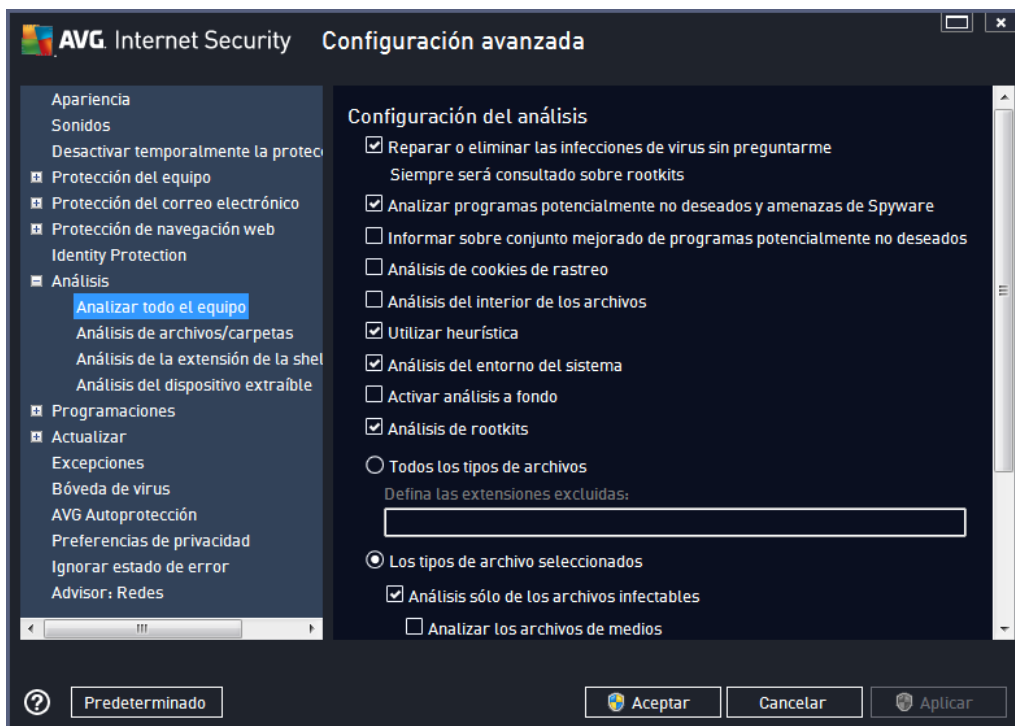 AVG. Internet Security Configuración avanzada
Apariencia
Sonidos
Desactivar temporalmente la protec
Protección del equipo
Protección del correo electrónico
Protección de navegación web
Identity Protection
Análisis
Analizar todo el equipo
Análisis de archivos/carpetas
Análisis de la extensión de la shel
Análisis del dispositivo extraíble
Programaciones
Actualizar
Excepciones
Bóveda de virus
AVG Autoprotección
Preferencias de privacidad
Ignorar estado de error
Advisor: Redes
Configuración del análisis
Reparar o eliminar las infecciones de virus sin preguntarme
Siempre será consultado sobre rootkits
Analizar programas potencialmente no deseados y amenazas de Spyware
Informar sobre conjunto mejorado de programas potencialmente no deseados
Análisis de cookies de rastreo
Análisis del interior de los archivos
Utilizar heurística
Análisis del entorno del sistema
Activar análisis a fondo
Análisis de rootkits
Todos los tipos de archivos
Defina las extensiones excluidas:
Los tipos de archivo seleccionados
Análisis sólo de los archivos infectables
Analizar los archivos de medios
Predeterminado
Aceptar
Cancelar
Aplicar